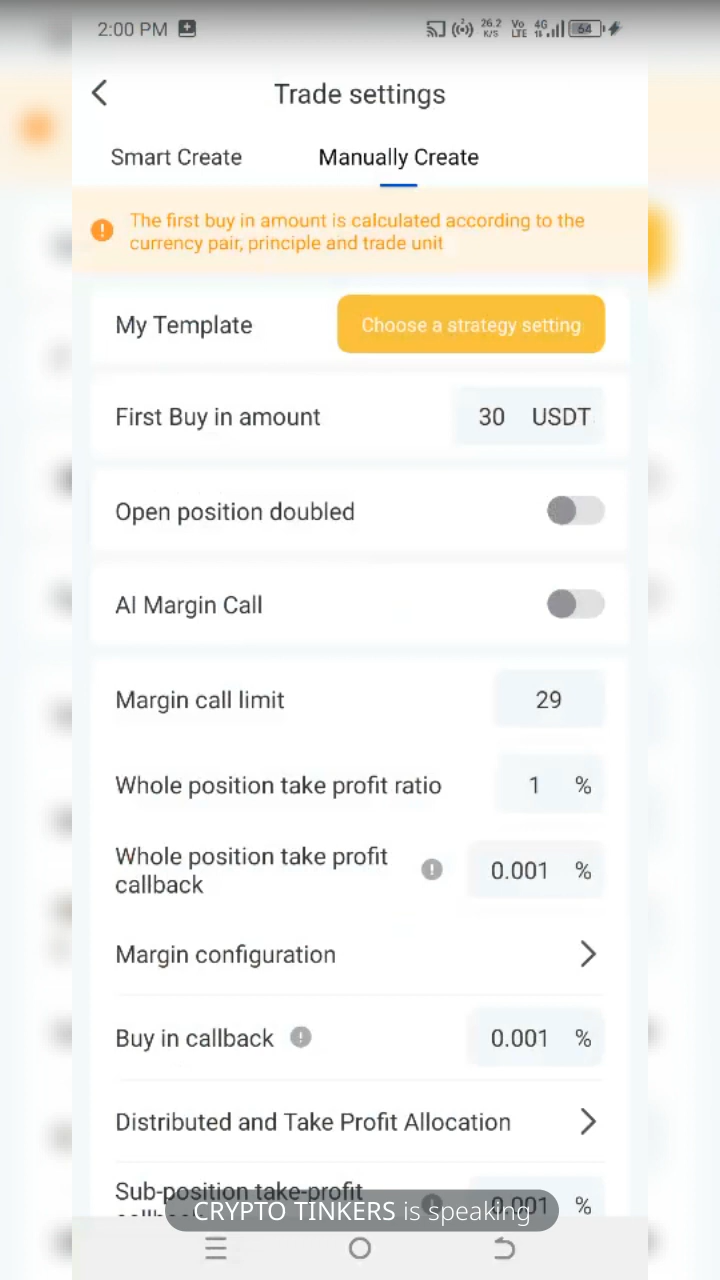 2:00 PM
26.2 K/S
Vo LTE
4G
64
Trade settings
Smart Create
Manually Create
The first buy in amount is calculated according to the
currency pair, principle and trade unit
My Template
Choose a strategy setting
First Buy in amount
30 USDT
Open position doubled
AI Margin Call
Margin call limit
29
Whole position take profit ratio
1 %
Whole position take profit
callback
0.001 %
Margin configuration
Buy in callback
0.001 %
Distributed and Take Profit Allocation
Sub-position take-profit
0.001 %
CRYPTO TINKERS is speaking